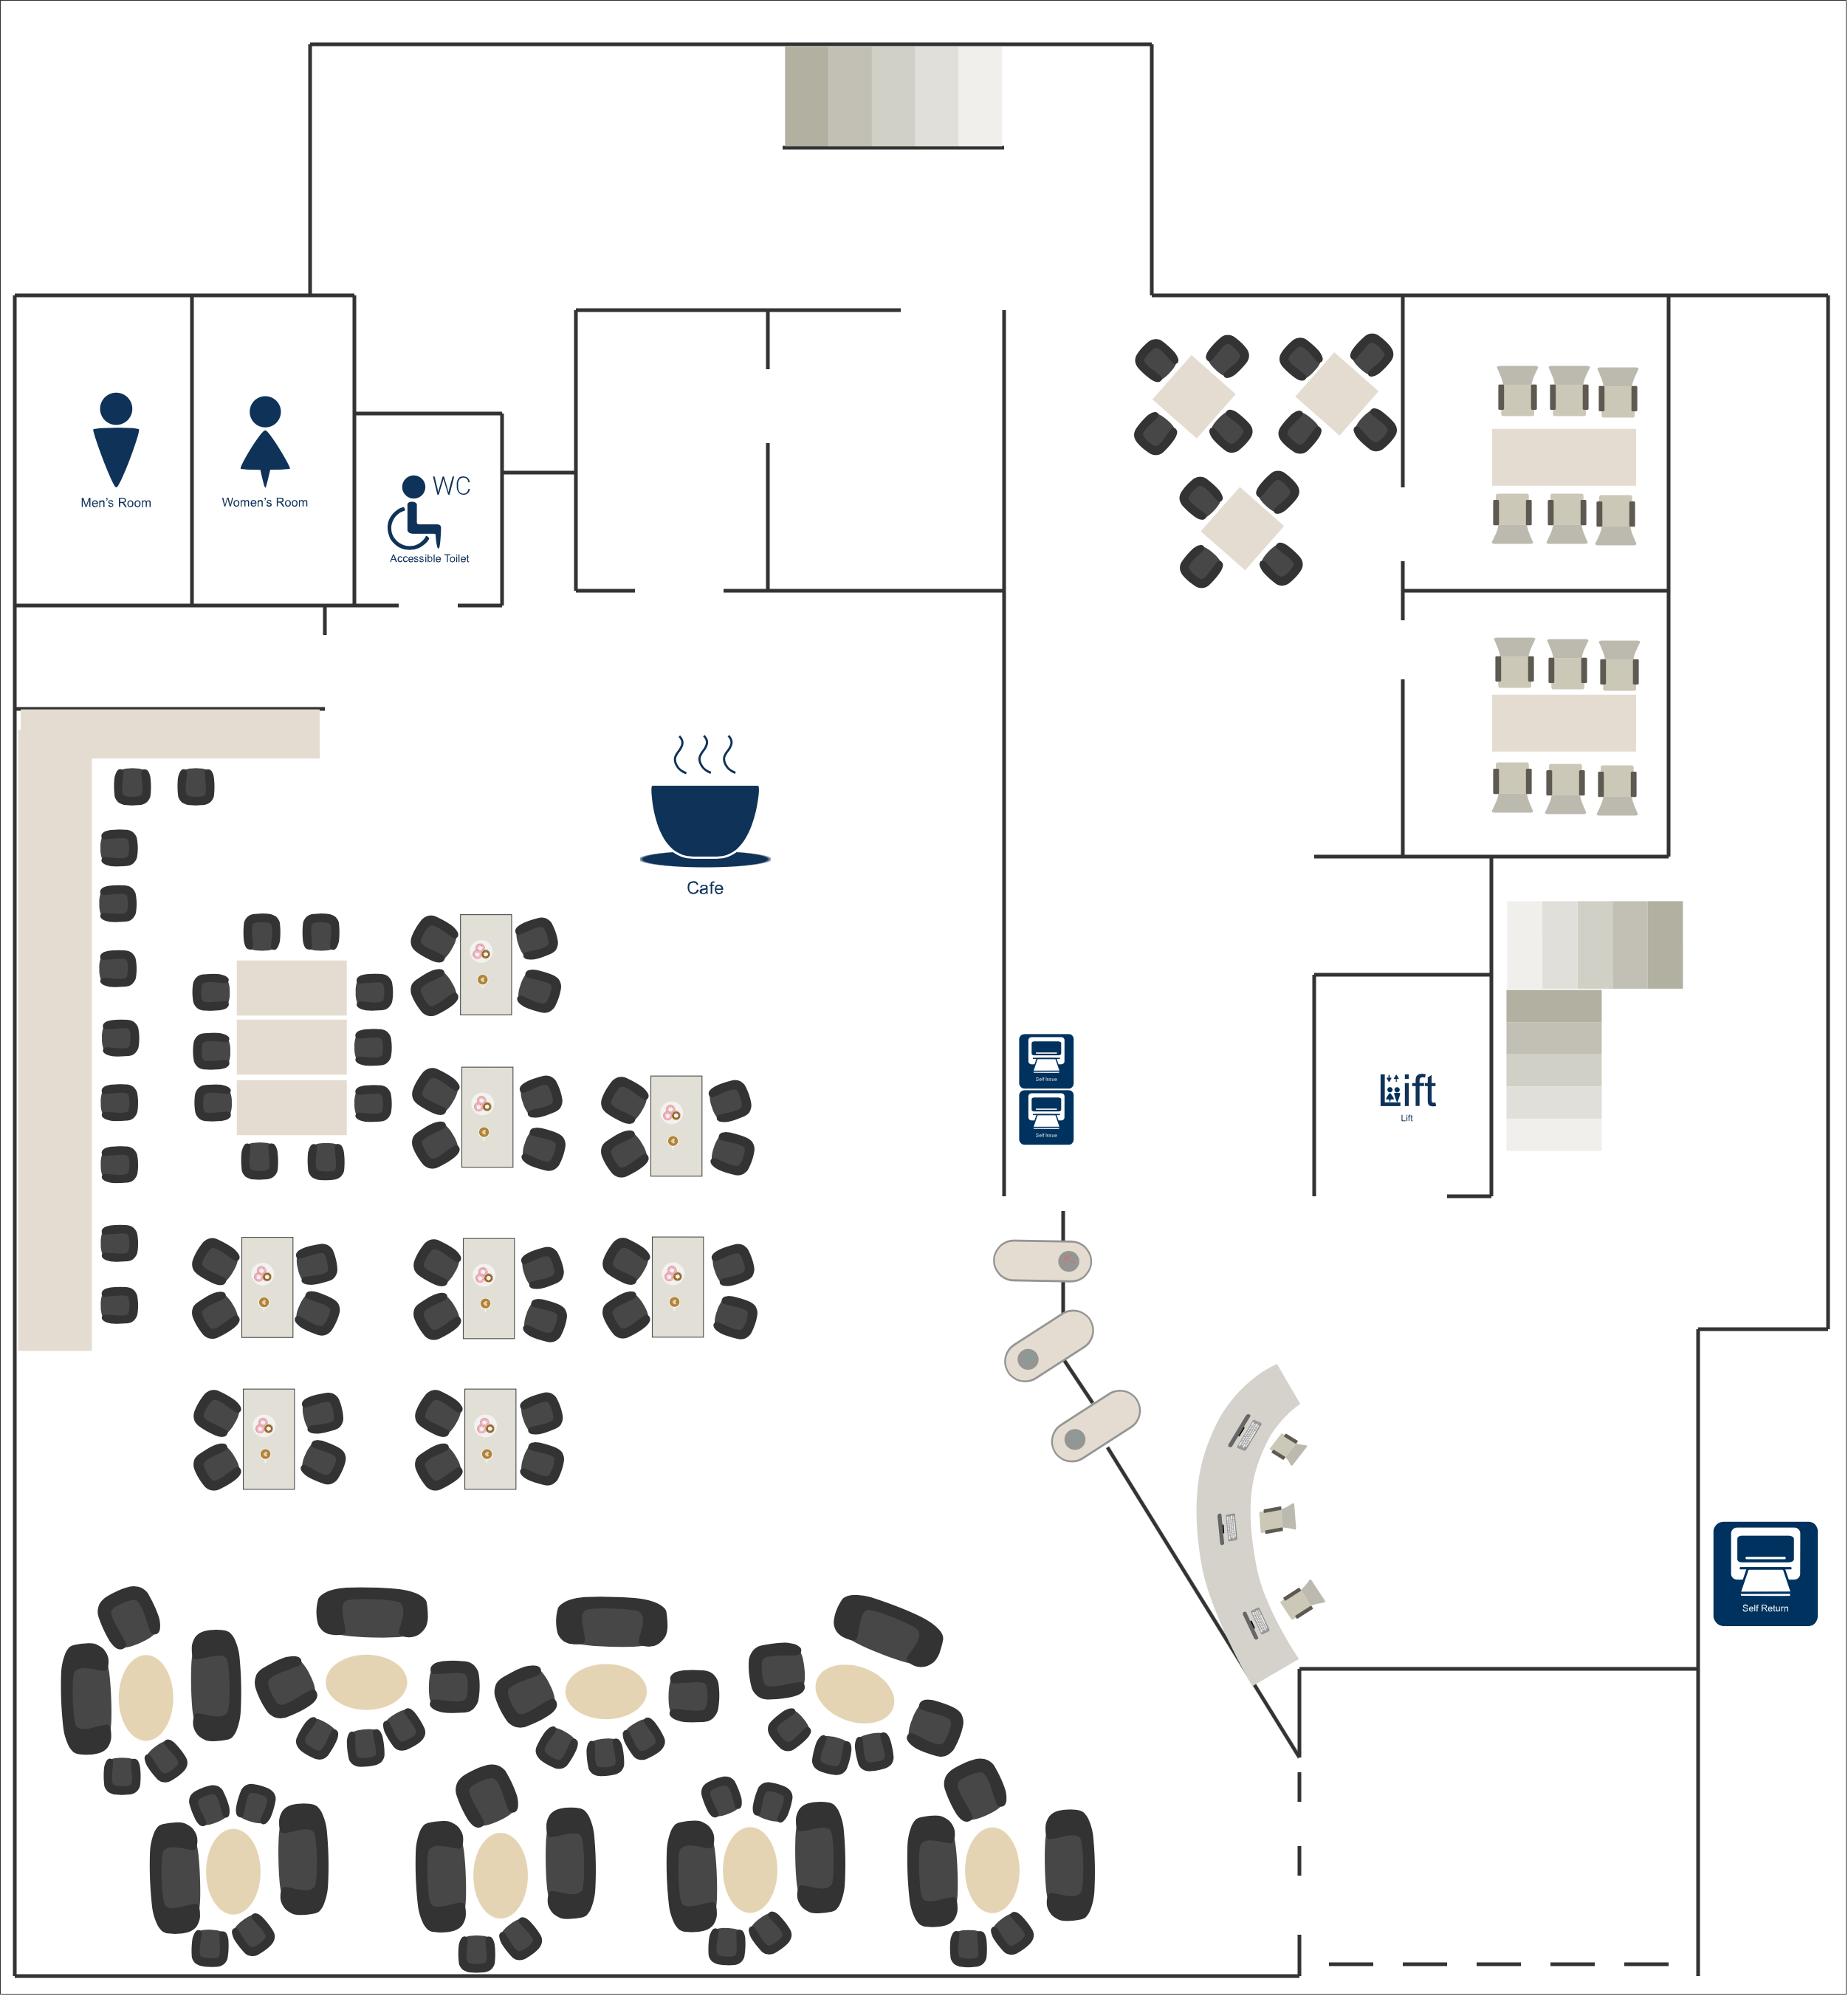 Men's Room
Women's Room
WC
Accessible Toilet
Cafe
Self Issue
Self Issue
Lift
Lift
Self Return